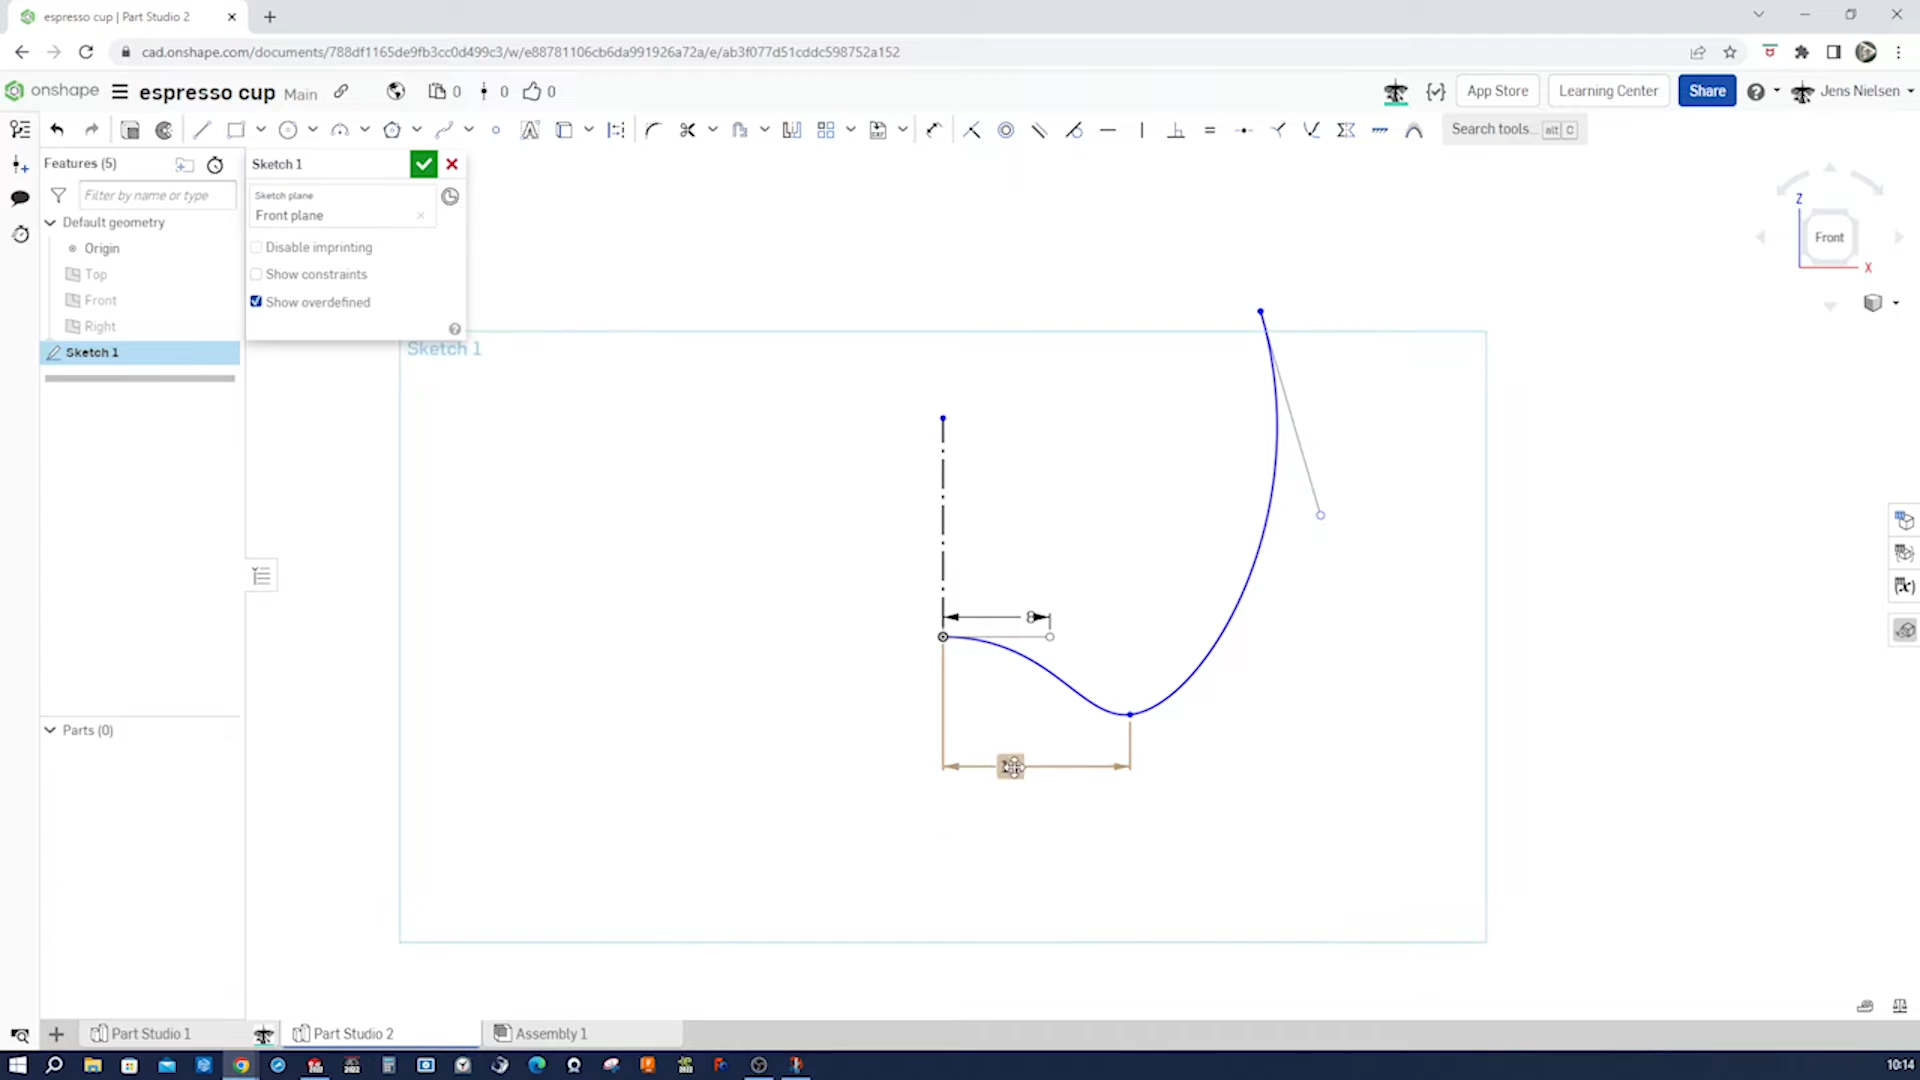 espresso cup | Part Studio 2
cad.onshape.com/documents/788df1165de9fb3cc0d499c3/w/e88781106cb6da991926a72a/e/ab3f077d51cddc598752a152
onshape espresso cup Main 0 0 0 App Store Learning Center Share Jens Nielsen
Search tools... alt C
Features (5)
Filter by name or type
Default geometry
Origin
Top
Front
Right
Sketch 1
Parts (0)
Sketch 1
Sketch plane
Front plane
Disable imprinting
Show constraints
Show overdefined
Sketch 1
8
Z
Front
X
Part Studio 1
Part Studio 2
Assembly 1
10:14